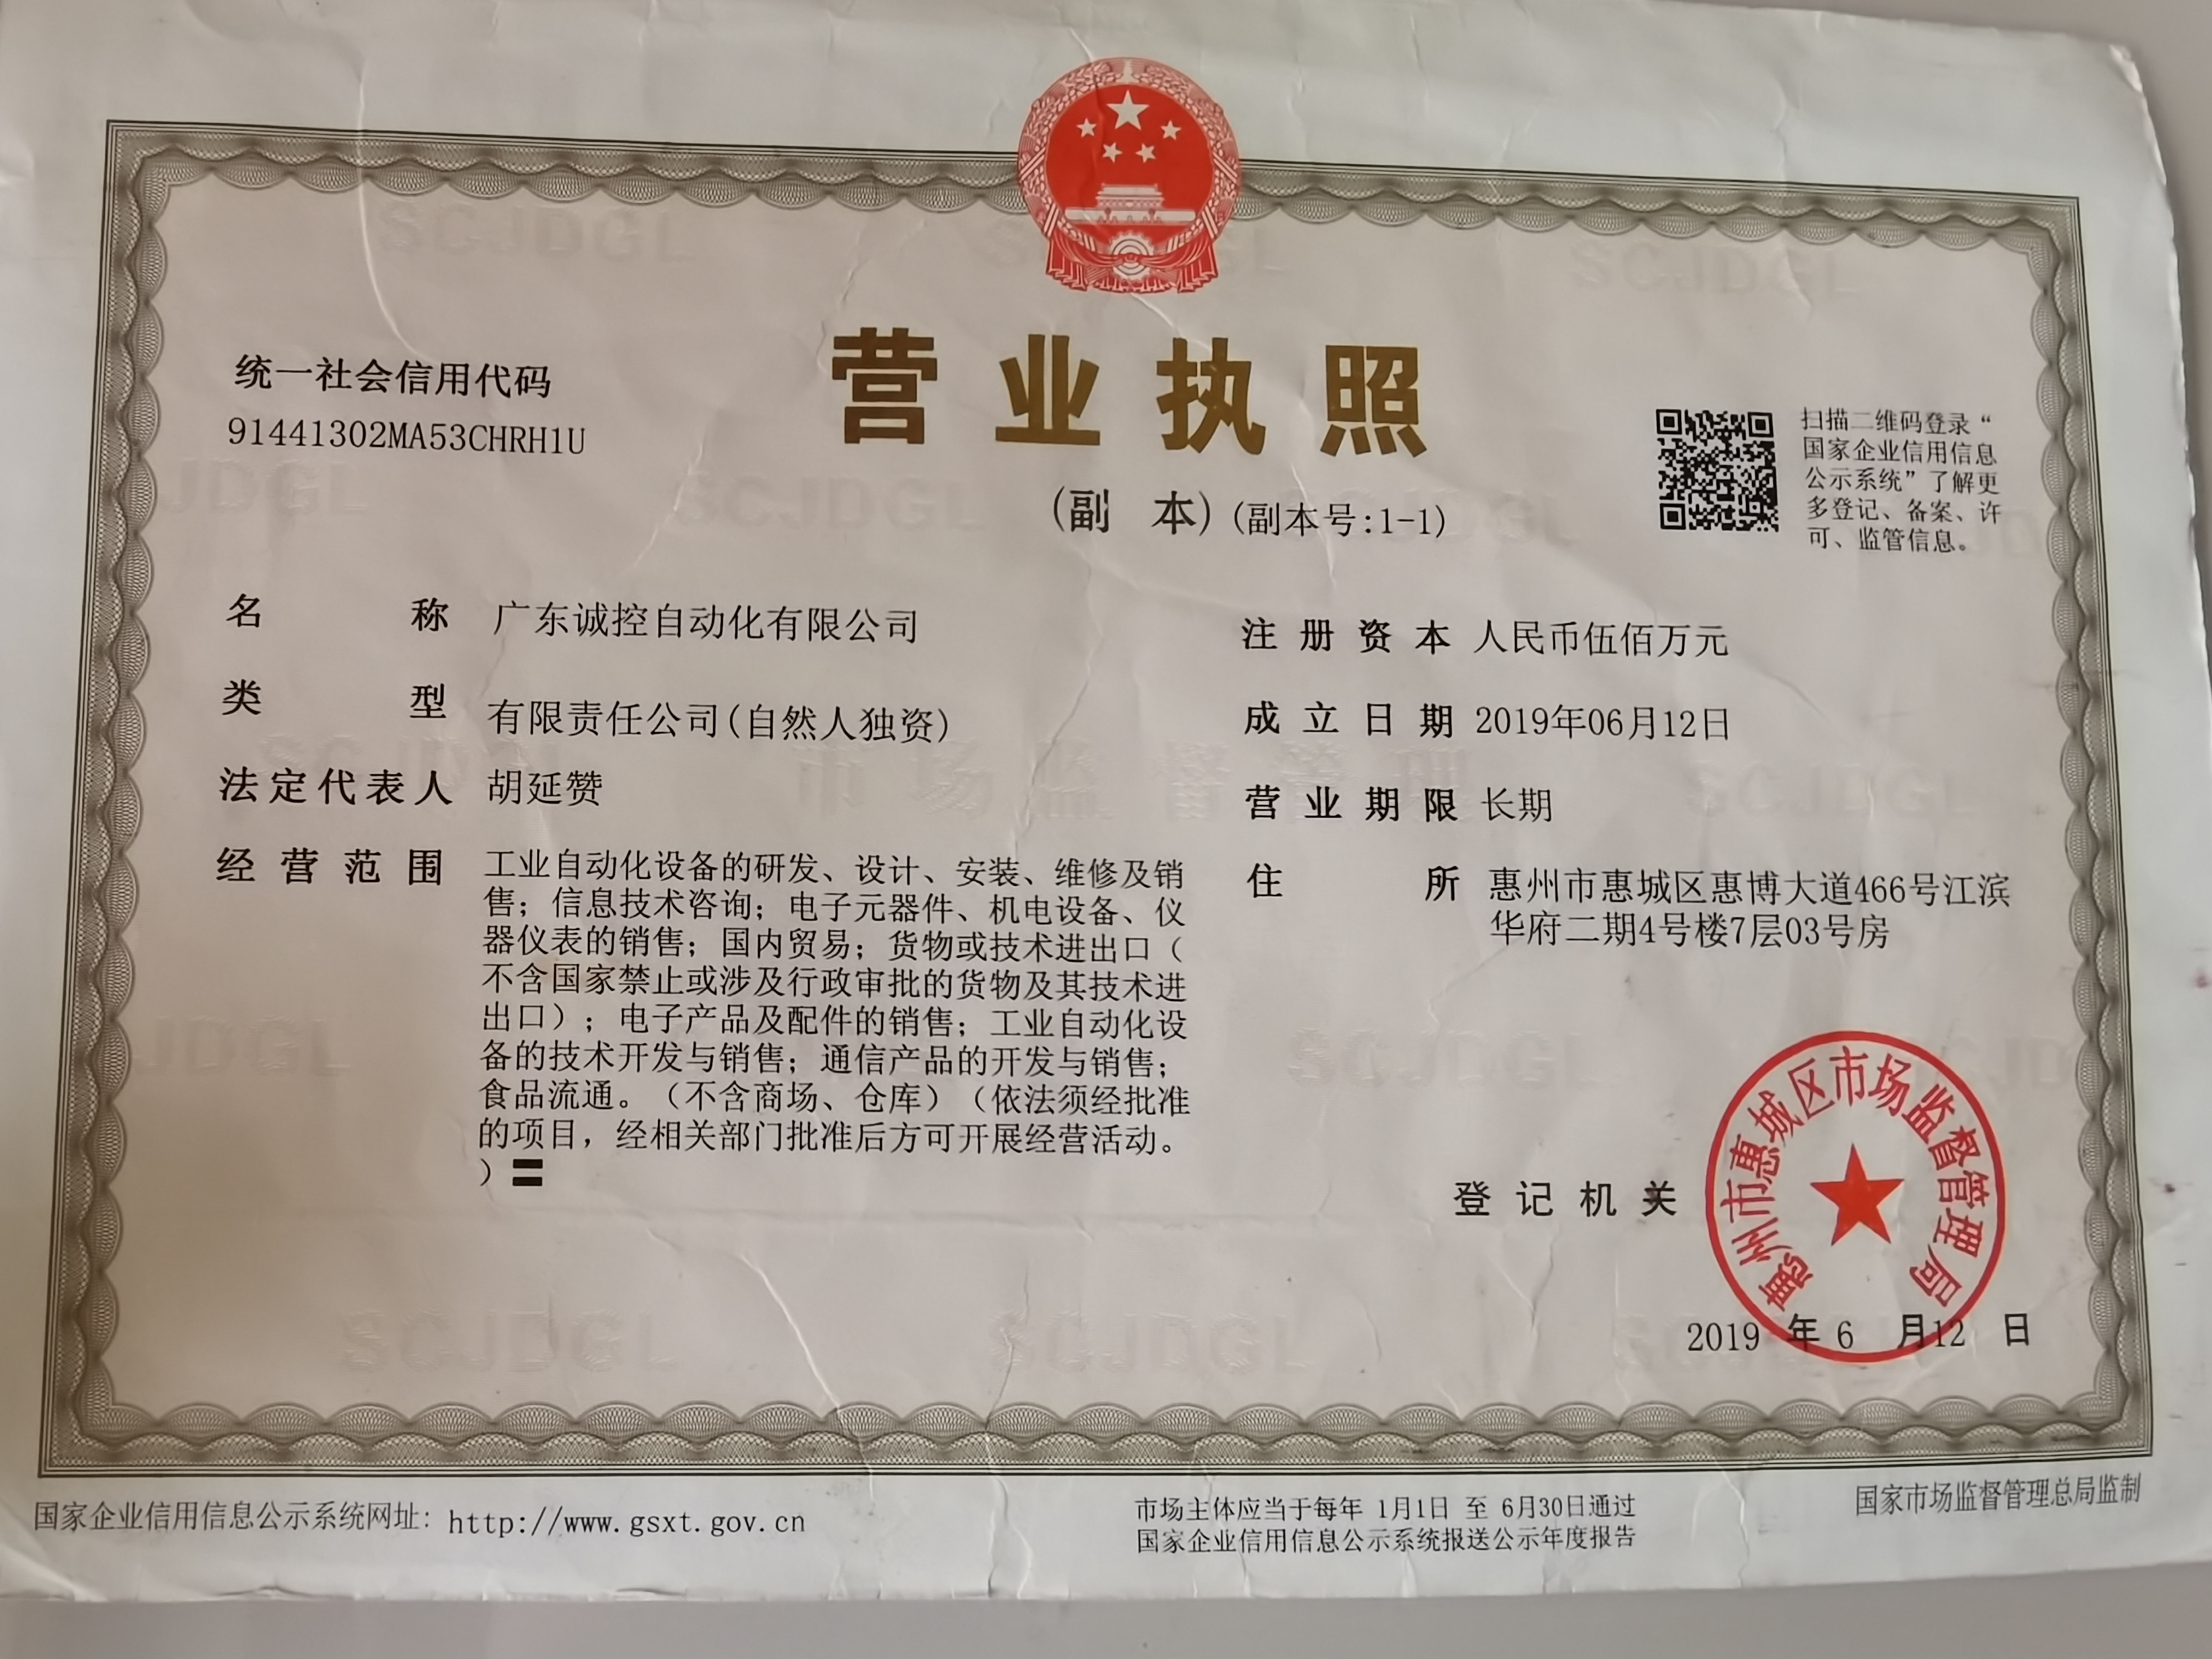 统一社会信用代码
91441302MA53CHRH1U
营业执照
(副 本) (副本号:1-1)
扫描二维码登录“
国家企业信用信息
公示系统”了解更
多登记、备案、许
可、监管信息。
名 称 广东诚控自动化有限公司
类 型 有限责任公司(自然人独资)
法定代表人 胡延赞
经营范围 工业自动化设备的研发、设计、安装、维修及销
售；信息技术咨询；电子元器件、机电设备、仪
器仪表的销售；国内贸易；货物或技术进出口（
不含国家禁止或涉及行政审批的货物及其技术进
出口）；电子产品及配件的销售；工业自动化设
备的技术开发与销售；通信产品的开发与销售；
食品流通。（不含商场、仓库）（依法须经批准
的项目，经相关部门批准后方可开展经营活动。
）
注册资本 人民币伍佰万元
成立日期 2019年06月12日
营业期限 长期
住 所 惠州市惠城区惠博大道466号江滨
华府二期4号楼7层03号房
登记机关
惠州市惠城区市场监督管理局
2019 年 6 月12 日
国家企业信用信息公示系统网址：http://www.gsxt.gov.cn
市场主体应当于每年 1月1日 至 6月30日通过
国家企业信用信息公示系统报送公示年度报告
国家市场监督管理总局监制
SCJDGL
市场监督管理